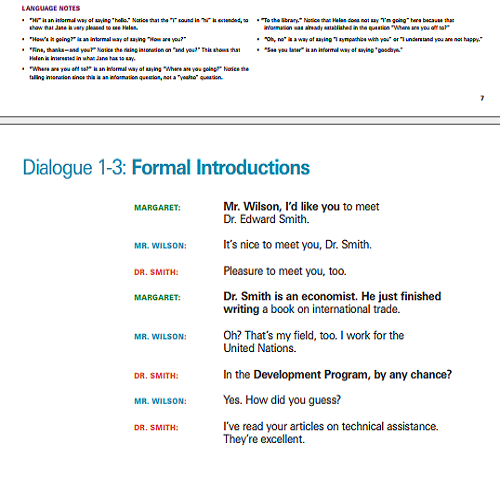 LANGUAGE NOTES
• "Hi" is an informal way of saying "hello." Notice that the "i" sound in "hi" is extended, to
show that Jane is very pleased to see Helen.
• "How's it going?" is an informal way of saying "How are you?"
• "Fine, thanks—and you?" Notice the rising intonation on "and you?" This shows that
Helen is interested in what Jane has to say.
• "Where are you off to?" is an informal way of saying "Where are you going?" Notice the
falling intonation since this is an information question, not a "yes/no" question.
• "To the library." Notice that Helen does not say "I'm going" here because that
information was already established in the question "Where are you off to?"
• "Oh, no" is a way of saying "I sympathize with you" or "I understand you are not happy."
• "See you later" is an informal way of saying "goodbye."
7
Dialogue 1-3: Formal Introductions
MARGARET: Mr. Wilson, I'd like you to meet
Dr. Edward Smith.
MR. WILSON: It's nice to meet you, Dr. Smith.
DR. SMITH: Pleasure to meet you, too.
MARGARET: Dr. Smith is an economist. He just finished
writing a book on international trade.
MR. WILSON: Oh? That's my field, too. I work for the
United Nations.
DR. SMITH: In the Development Program, by any chance?
MR. WILSON: Yes. How did you guess?
DR. SMITH: I've read your articles on technical assistance.
They're excellent.